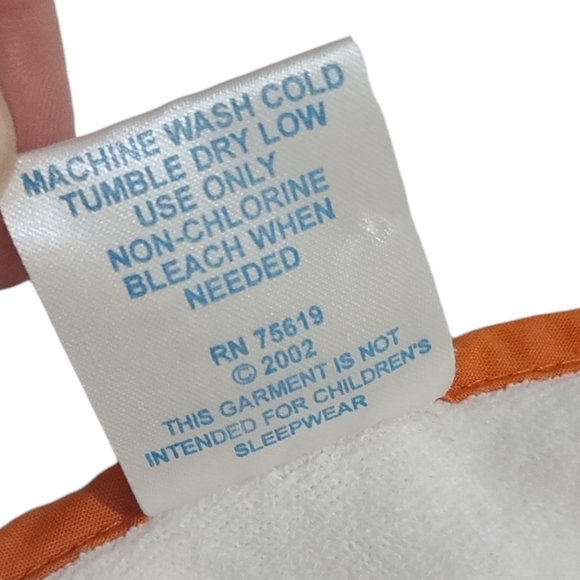 MACHINE WASH COLD
TUMBLE DRY LOW
USE ONLY
NON-CHLORINE
BLEACH WHEN
NEEDED
RN 75619
© 2002
THIS GARMENT IS NOT
INTENDED FOR CHILDREN'S
SLEEPWEAR